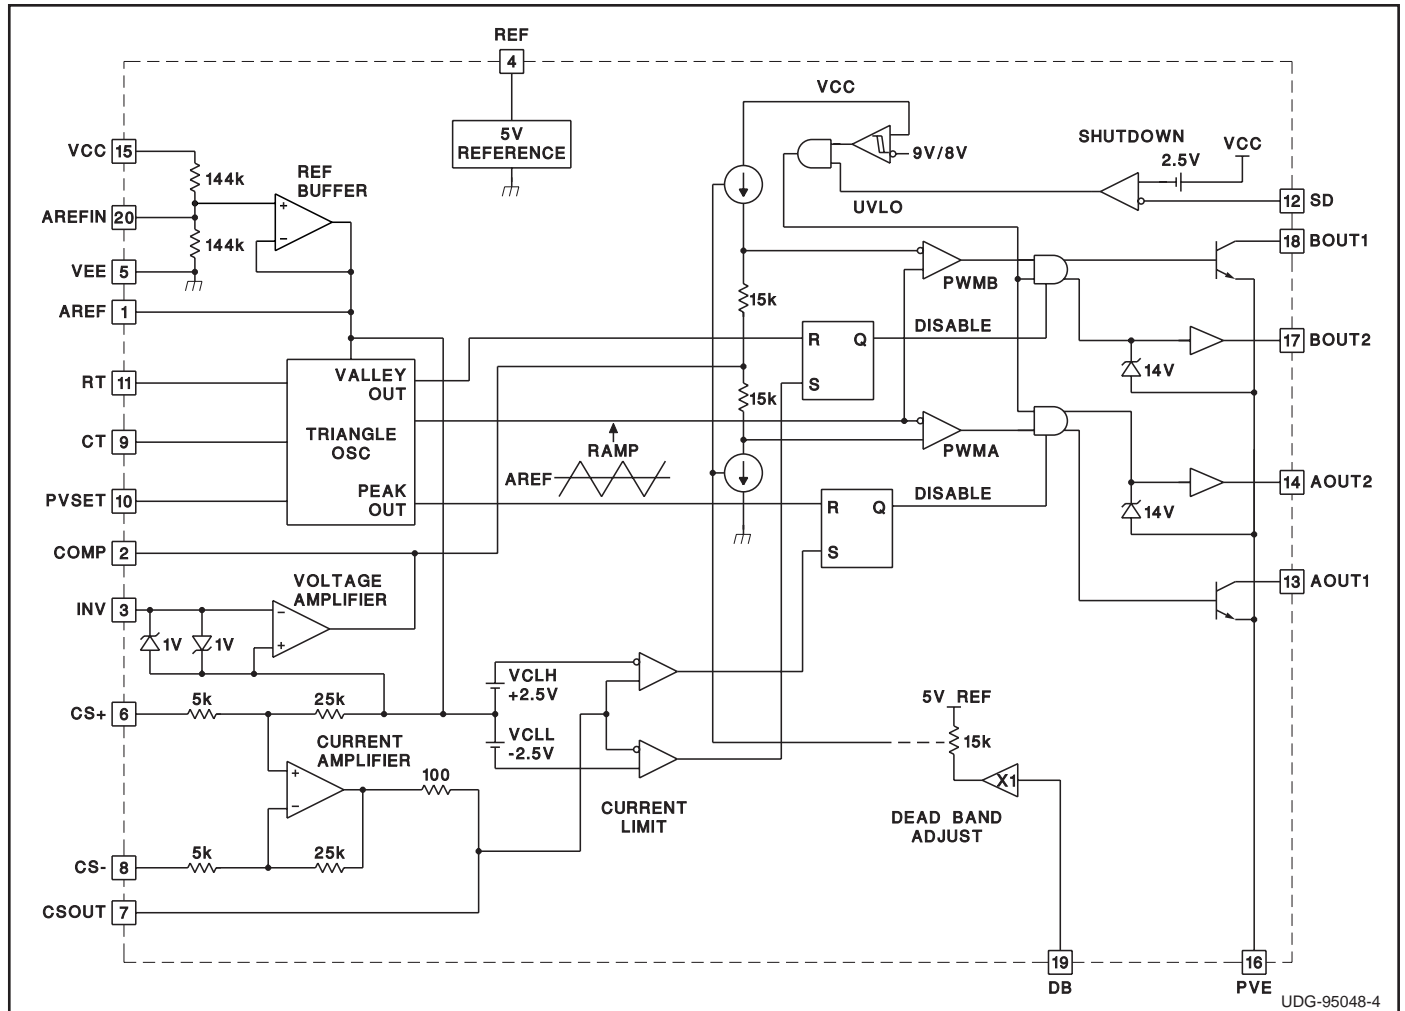 REF
4
5V
REFERENCE
VCC
SHUTDOWN
VCC
2.5V
9V/8V
UVLO
VCC 15
144k
REF
BUFFER
+
-
AREFIN 20
144k
VEE 5
AREF 1
12 SD
18 BOUT1
PWMB
15k
DISABLE
R Q
S
17 BOUT2
14V
RT 11
VALLEY
OUT
CT 9
TRIANGLE
OSC
PVSET 10
PEAK
OUT
15k
RAMP
AREF
PWMA
DISABLE
R Q
S
14 AOUT2
14V
COMP 2
VOLTAGE
AMPLIFIER
INV 3
-
+
1V
1V
13 AOUT1
CS+ 6
5k
25k
VCLH
+2.5V
VCLL
-2.5V
CURRENT
AMPLIFIER
+
-
100
CURRENT
LIMIT
5V REF
15k
X1
DEAD BAND
ADJUST
CS- 8
5k
25k
CSOUT 7
19
DB
16
PVE
UDG-95048-4